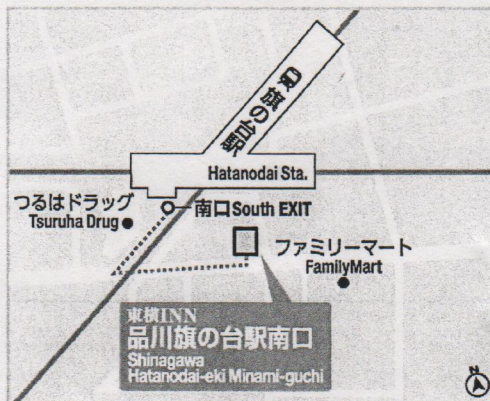 旗の台駅
Hatanodai Sta.
つるはドラッグ
Tsuruha Drug
南口 South EXIT
ファミリーマート
FamilyMart
東横INN
品川旗の台駅南口
Shinagawa
Hatanodai-eki Minami-guchi
N